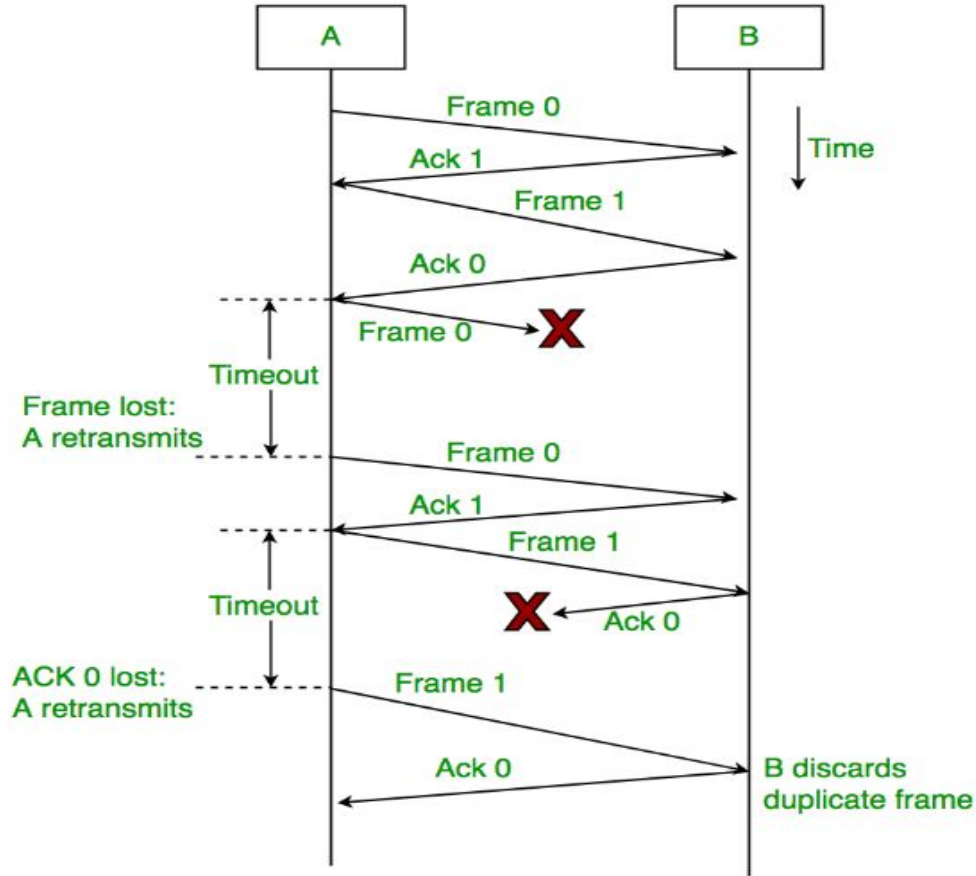 A
B
Frame 0
Time
Ack 1
Frame 1
Ack 0
Frame 0
Timeout
Frame lost:
A retransmits
Frame 0
Ack 1
Frame 1
Timeout
Ack 0
ACK 0 lost:
A retransmits
Frame 1
Ack 0
B discards
duplicate frame